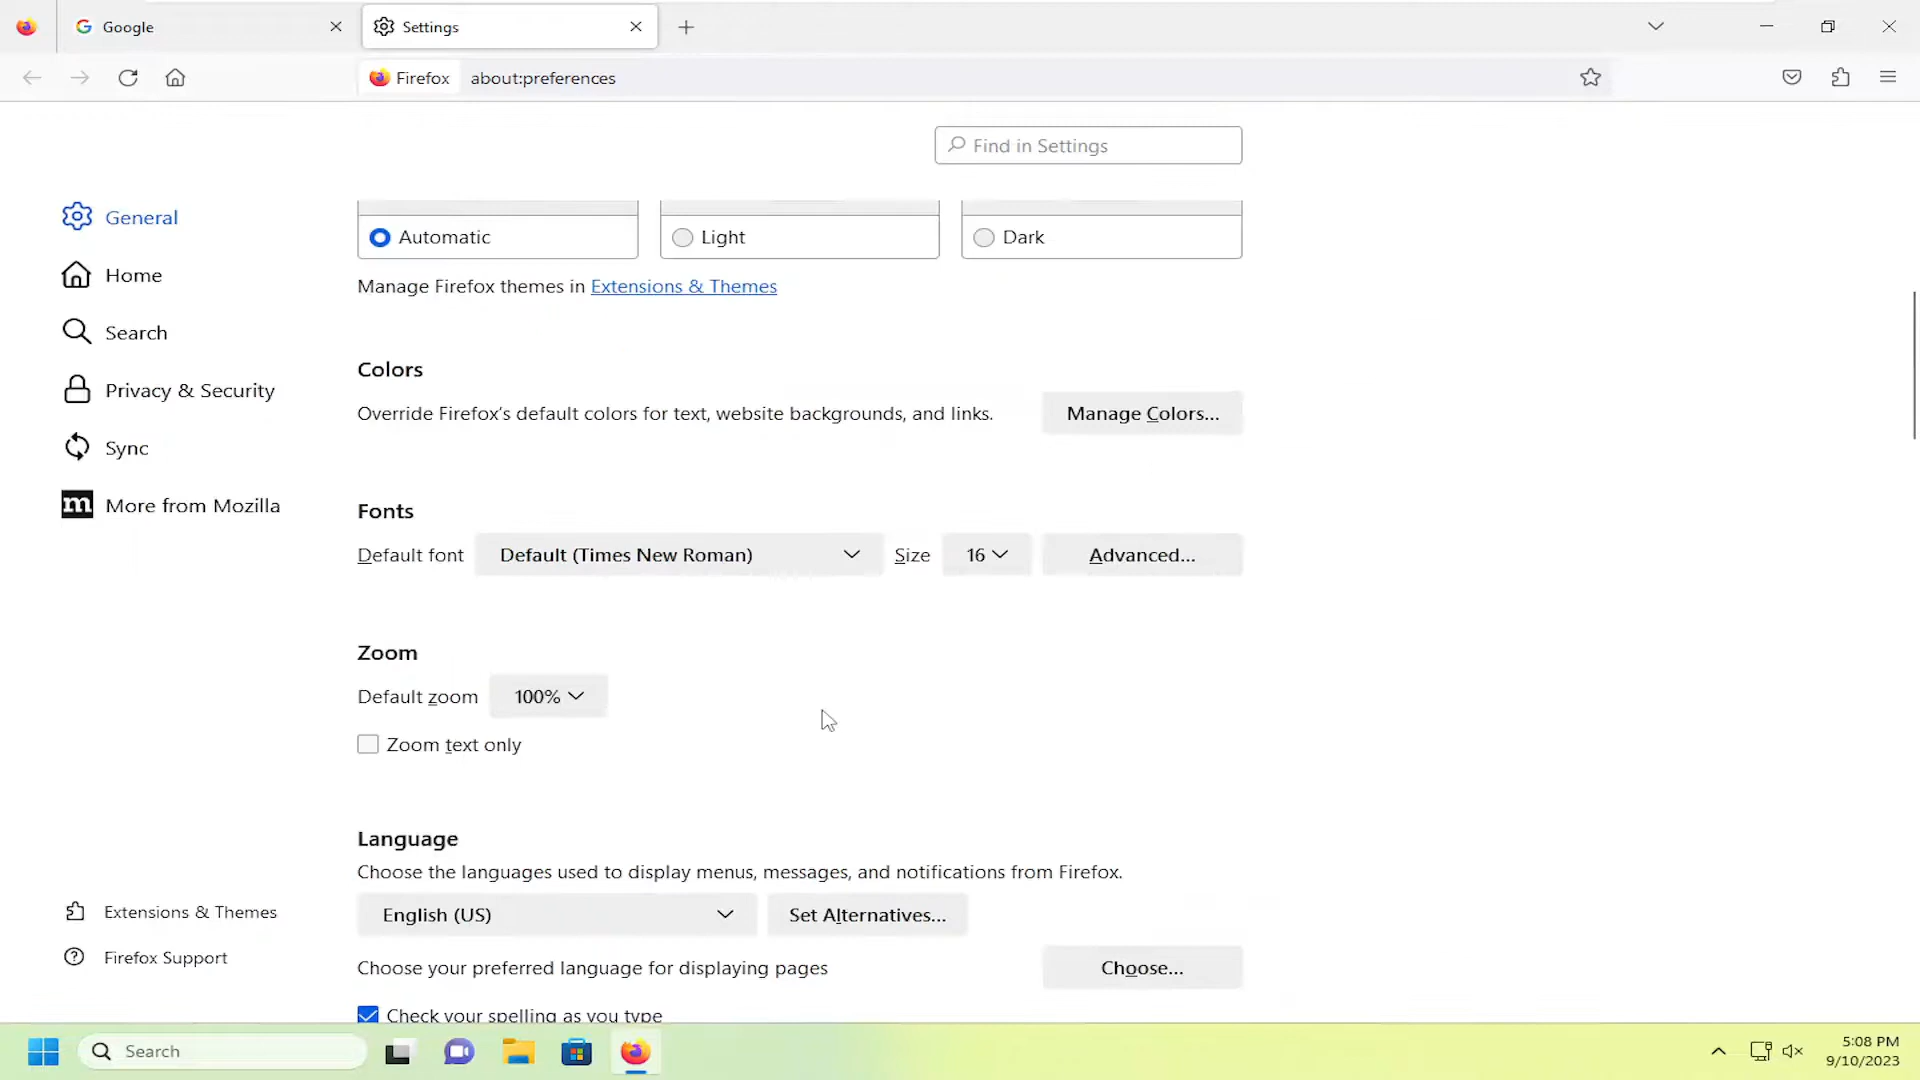 Google
Settings
Firefox
about:preferences
Find in Settings
General
Home
Search
Privacy & Security
Sync
More from Mozilla
Extensions & Themes
Firefox Support
Automatic
Light
Dark
Manage Firefox themes in Extensions & Themes
Colors
Override Firefox's default colors for text, website backgrounds, and links.
Manage Colors...
Fonts
Default font
Default (Times New Roman)
Size
16
Advanced...
Zoom
Default zoom
100%
Zoom text only
Language
Choose the languages used to display menus, messages, and notifications from Firefox.
English (US)
Set Alternatives...
Choose your preferred language for displaying pages
Choose...
Check your spelling as you type
Search
5:08 PM
9/10/2023